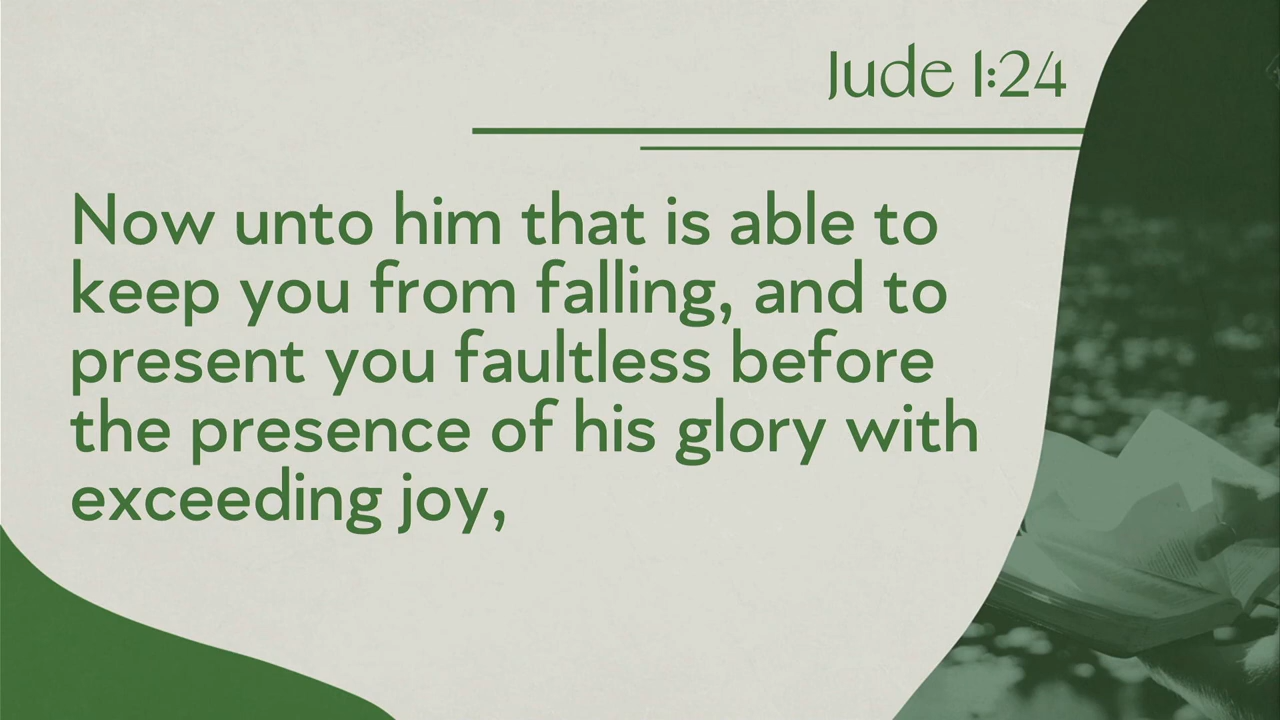 Jude 1:24
Now unto him that is able to
keep you from falling, and to
present you faultless before
the presence of his glory with
exceeding joy,